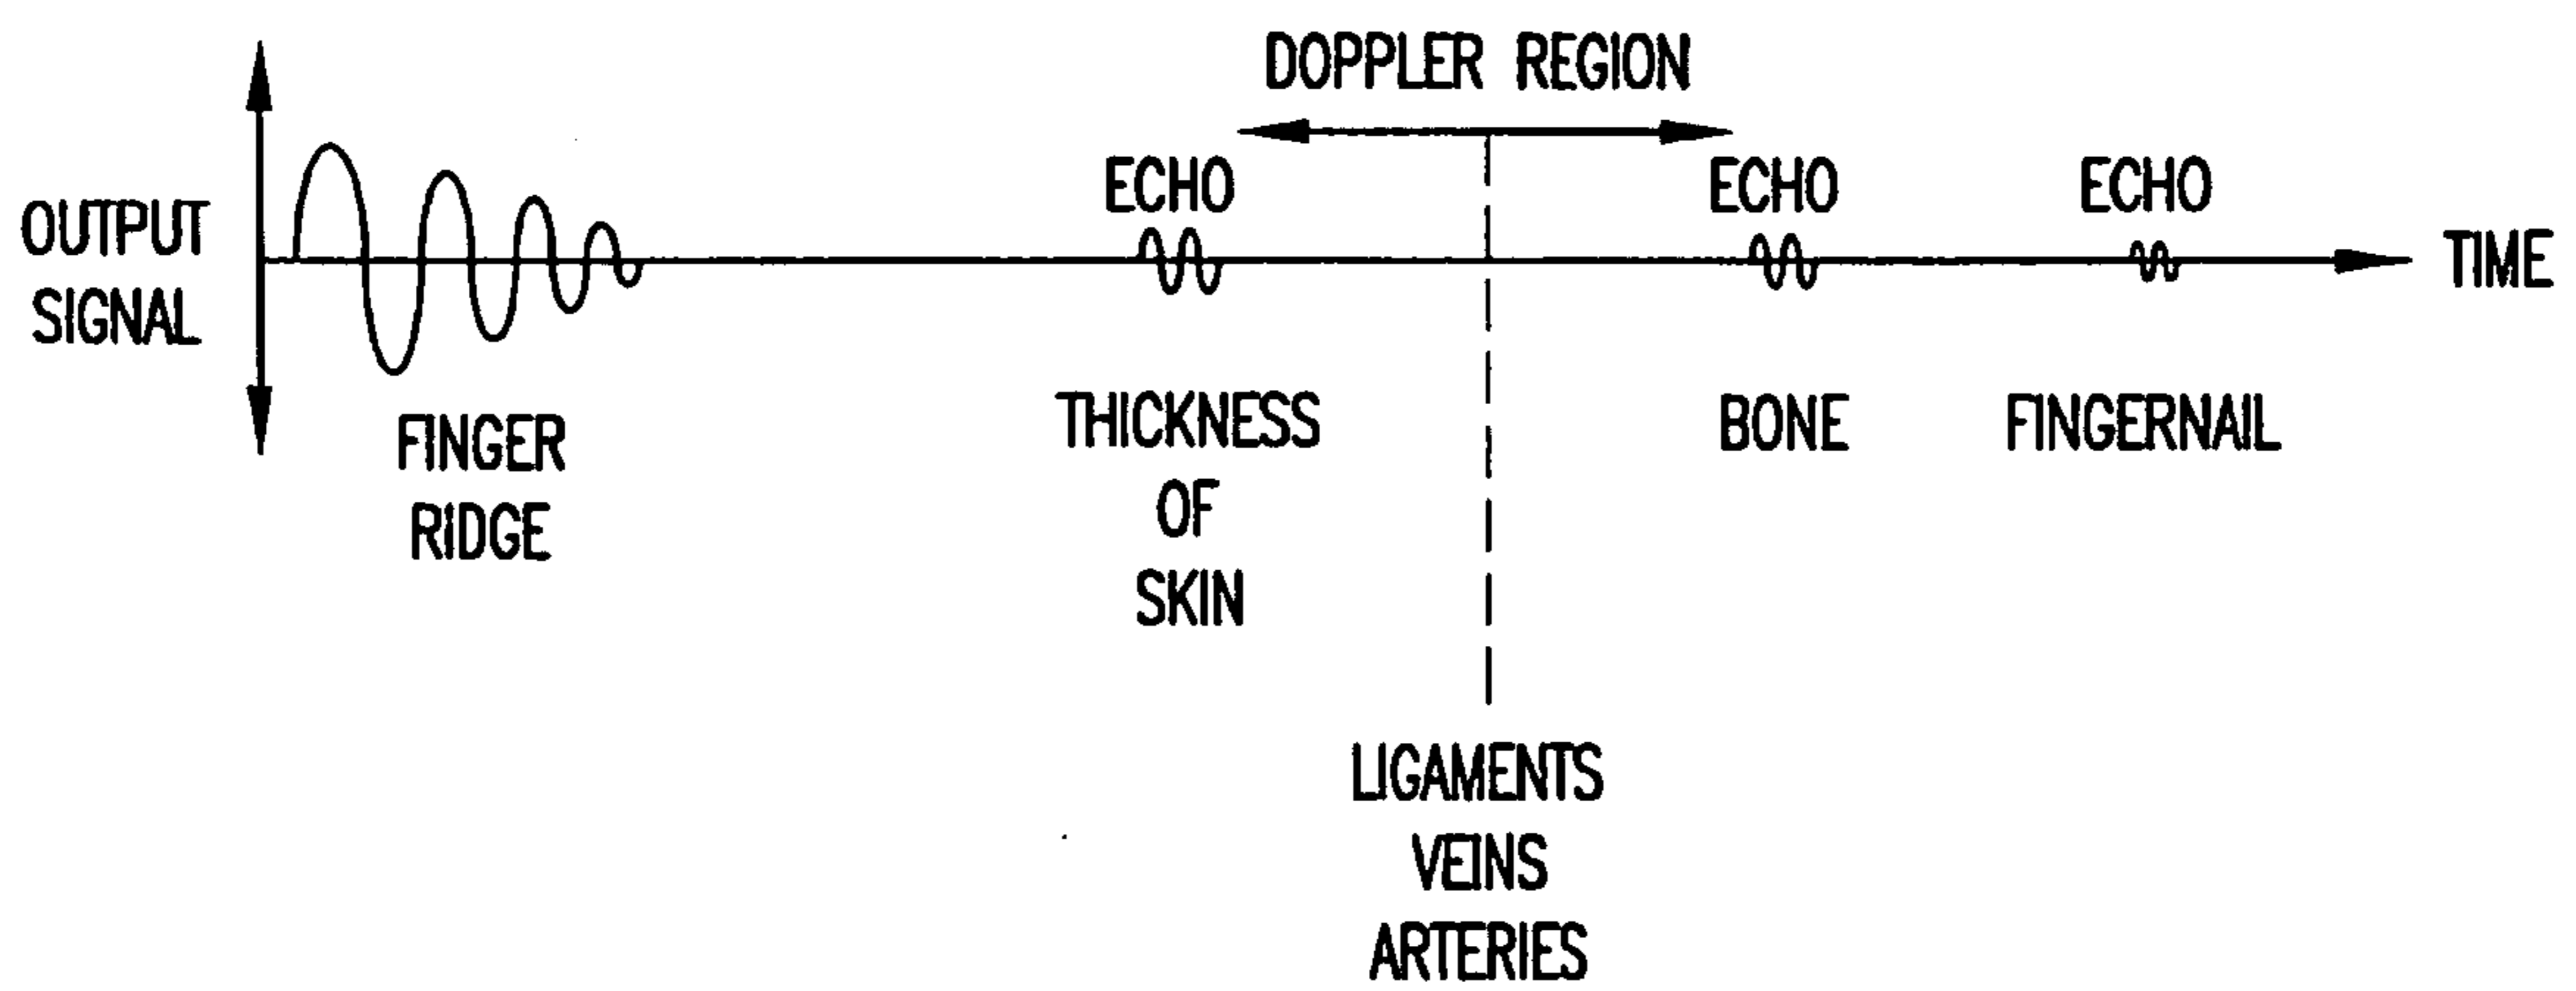 DOPPLER REGION
ECHO
ECHO
ECHO
OUTPUT
SIGNAL
TIME
FINGER
RIDGE
THICKNESS
OF
SKIN
BONE
FINGERNAIL
LIGAMENTS
VEINS
ARTERIES